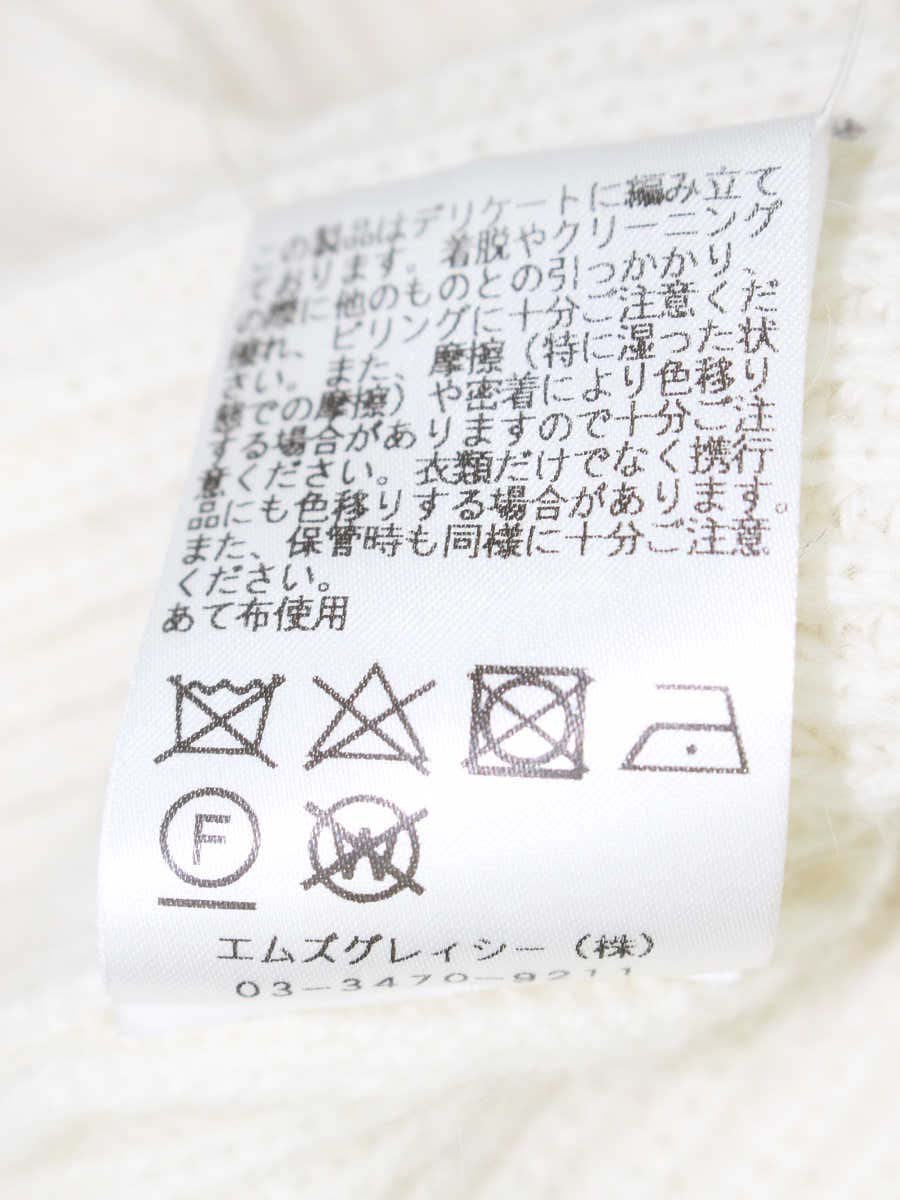 この製品はデリケートに編み立て
ております。着脱やクリーニング
の際に他のものとの引っかかり、
擦れ、ピリングに十分ご注意くだ
さい。また、摩擦(特に湿った状
態での摩擦)や密着により色移り
する場合がありますので十分ご注
意ください。衣類だけでなく携行
品にも色移りする場合があります。
また、保管時も同様に十分ご注意
ください。
あて布使用
F
W
エムズグレィシー(株)
03-3470-9211